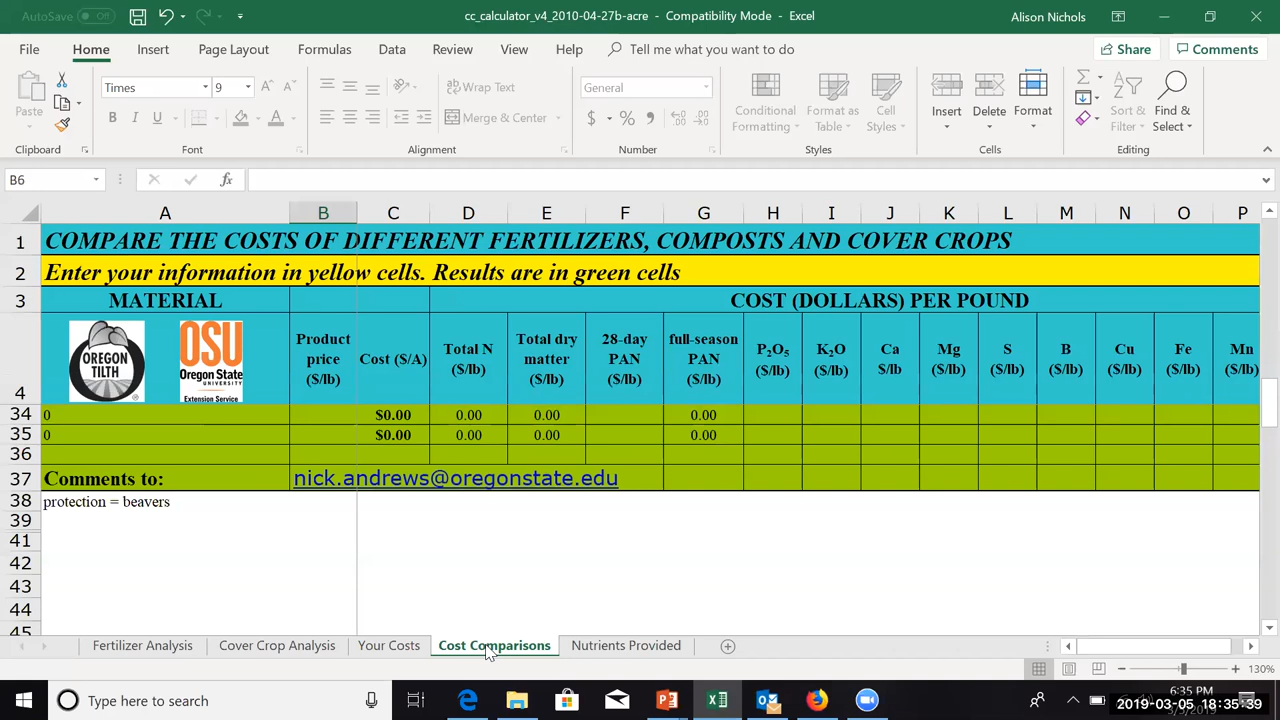 AutoSave Off
cc_calculator_v4_2010-04-27b-acre - Compatibility Mode - Excel
Alison Nichols
File Home Insert Page Layout Formulas Data Review View Help Tell me what you want to do Share Comments
Times 9 Wrap Text General
Paste B I U Merge & Center $ % Conditional Formatting Format as Table Cell Styles Insert Delete Format Sort & Filter Find & Select
Clipboard Font Alignment Number Styles Cells Editing
B6 fx
A B C D E F G H I J K L M N O P
1 COMPARE THE COSTS OF DIFFERENT FERTILIZERS, COMPOSTS AND COVER CROPS
2 Enter your information in yellow cells. Results are in green cells
3 MATERIAL COST (DOLLARS) PER POUND
4 OREGON TILTH OSU Oregon State UNIVERSITY Extension Service Product price ($/lb) Cost ($/A) Total N ($/lb) Total dry matter ($/lb) 28-day PAN ($/lb) full-season PAN ($/lb) P₂O₅ ($/lb) K₂O ($/lb) Ca $/lb Mg ($/lb) S ($/lb) B ($/lb) Cu ($/lb) Fe ($/lb) Mn ($/lb)
34 0 $0.00 0.00 0.00 0.00
35 0 $0.00 0.00 0.00 0.00
36
37 Comments to: nick.andrews@oregonstate.edu
38 protection = beavers
39
41
42
43
44
45
Fertilizer Analysis Cover Crop Analysis Your Costs Cost Comparisons Nutrients Provided
130%
Type here to search
6:35 PM
2019-03-05 18:35:39